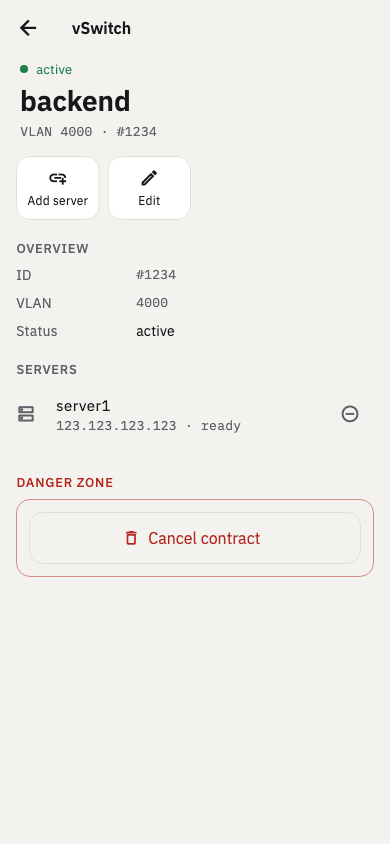 vSwitch
active
backend
VLAN 4000 · #1234
Add server
Edit
OVERVIEW
ID #1234
VLAN 4000
Status active
SERVERS
server1
123.123.123.123 · ready
DANGER ZONE
Cancel contract